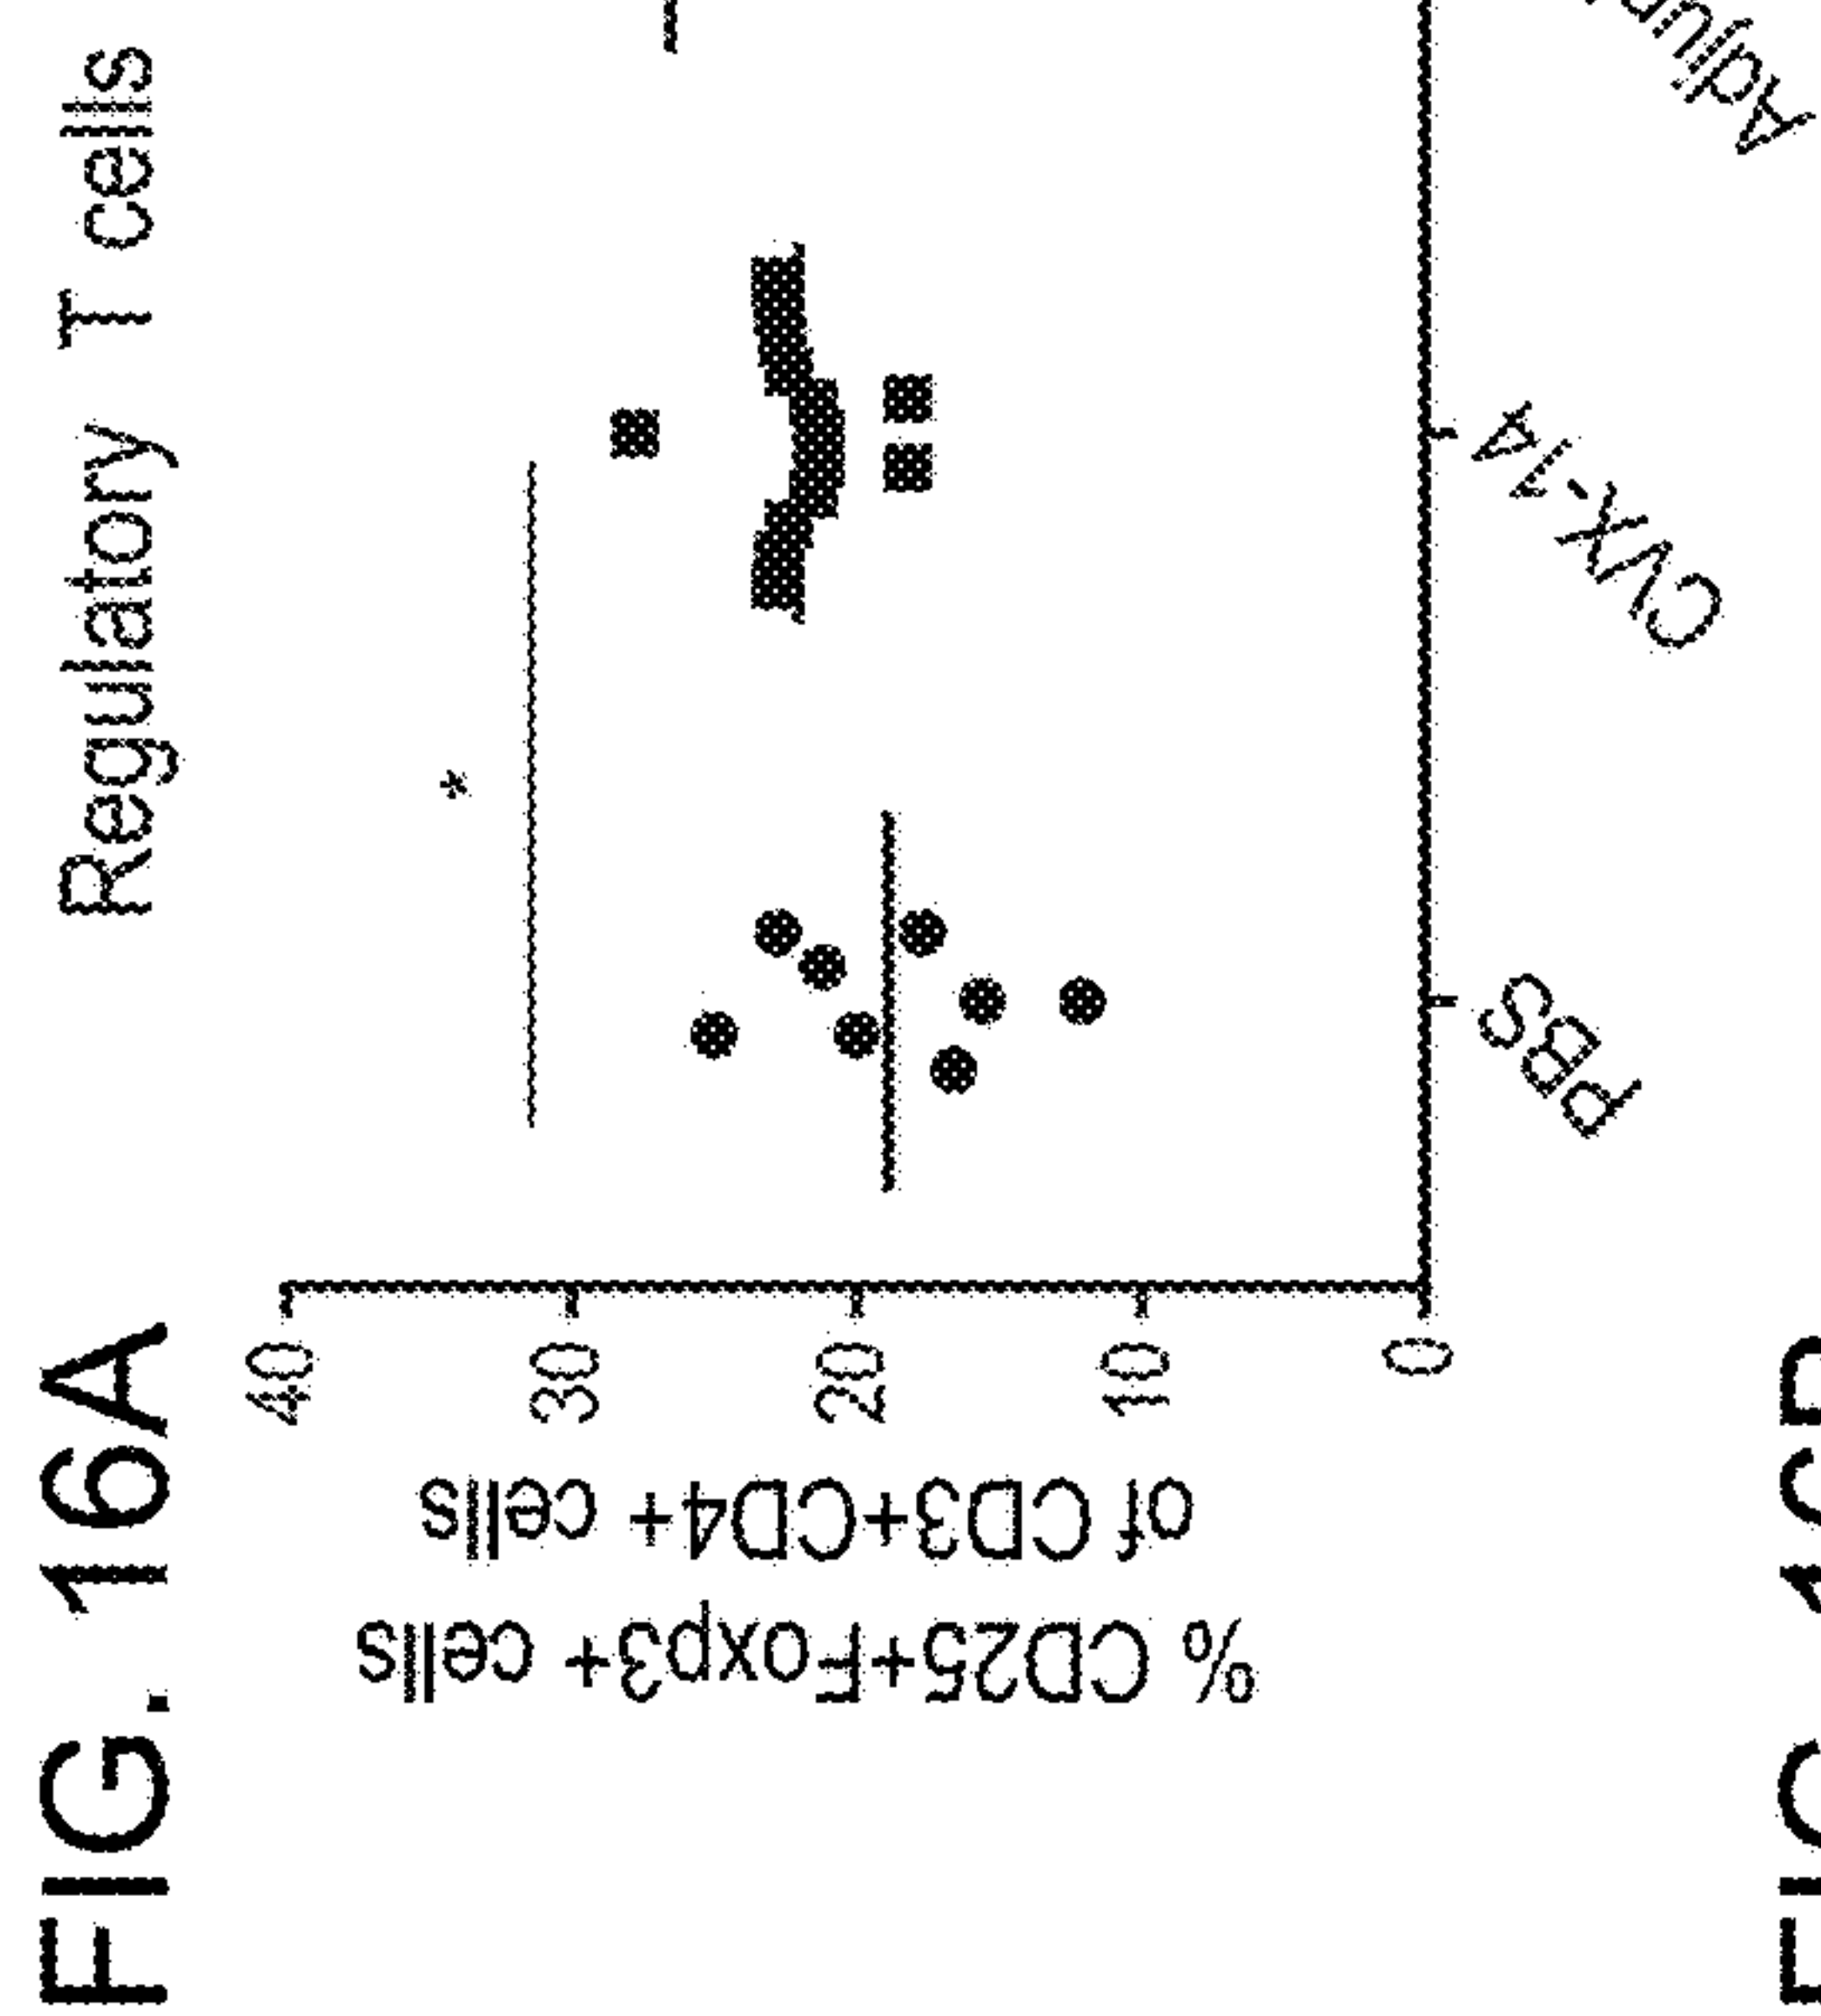 FIG. 16A
Regulatory T cells
% CD25+Foxp3+ cells
of CD3+CD4+ cells
40
30
20
10
0
*
PBS
CVX-14